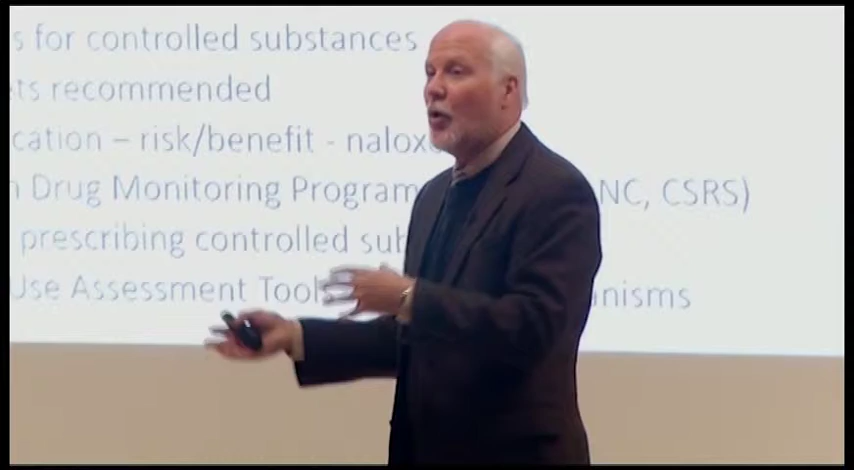 s for controlled substances
ts recommended
cation – risk/benefit - nalox
n Drug Monitoring Program NC, CSRS)
prescribing controlled sub
Use Assessment Tools anisms